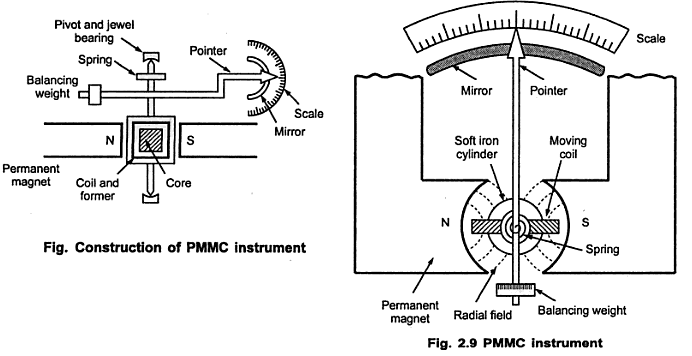 Pivot and jewel
bearing
Spring
Pointer
Balancing
weight
Scale
Mirror
N
S
Permanent
magnet
Coil and
former
Core
Fig. Construction of PMMC instrument
Scale
Mirror
Pointer
Soft iron
cylinder
Moving
coil
N
S
Spring
Permanent
magnet
Radial field
Balancing weight
Fig. 2.9 PMMC instrument